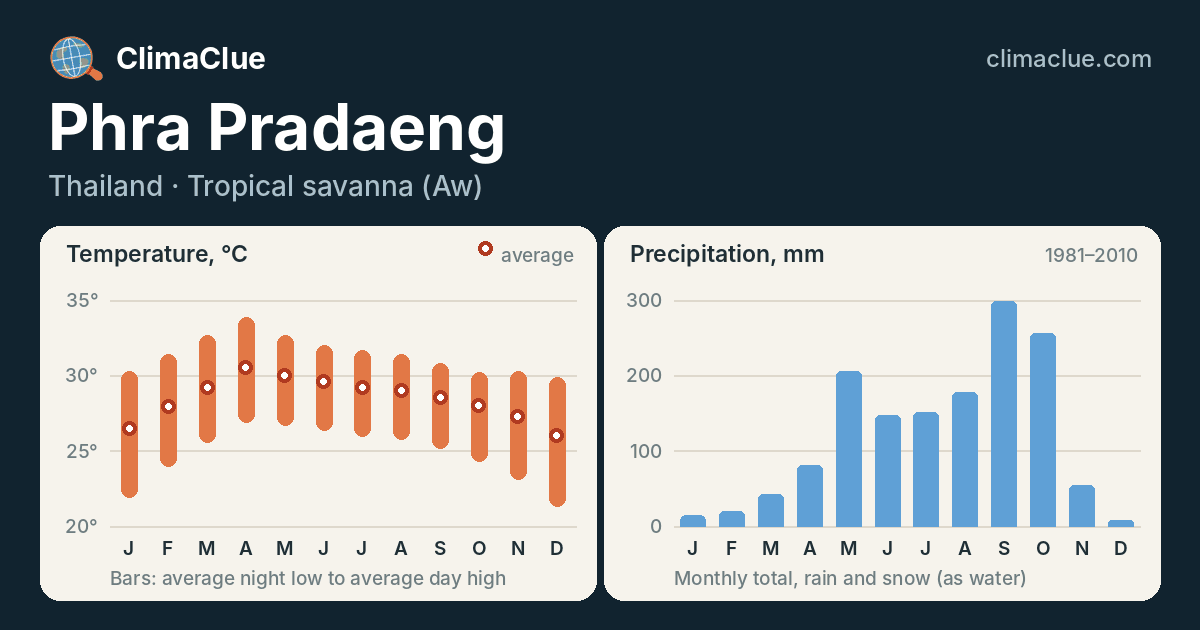 ClimaClue
climaclue.com
Phra Pradaeng
Thailand · Tropical savanna (Aw)
Temperature, °C
average
35°
30°
25°
20°
J F M A M J J A S O N D
Bars: average night low to average day high
Precipitation, mm
1981–2010
300
200
100
0
J F M A M J J A S O N D
Monthly total, rain and snow (as water)